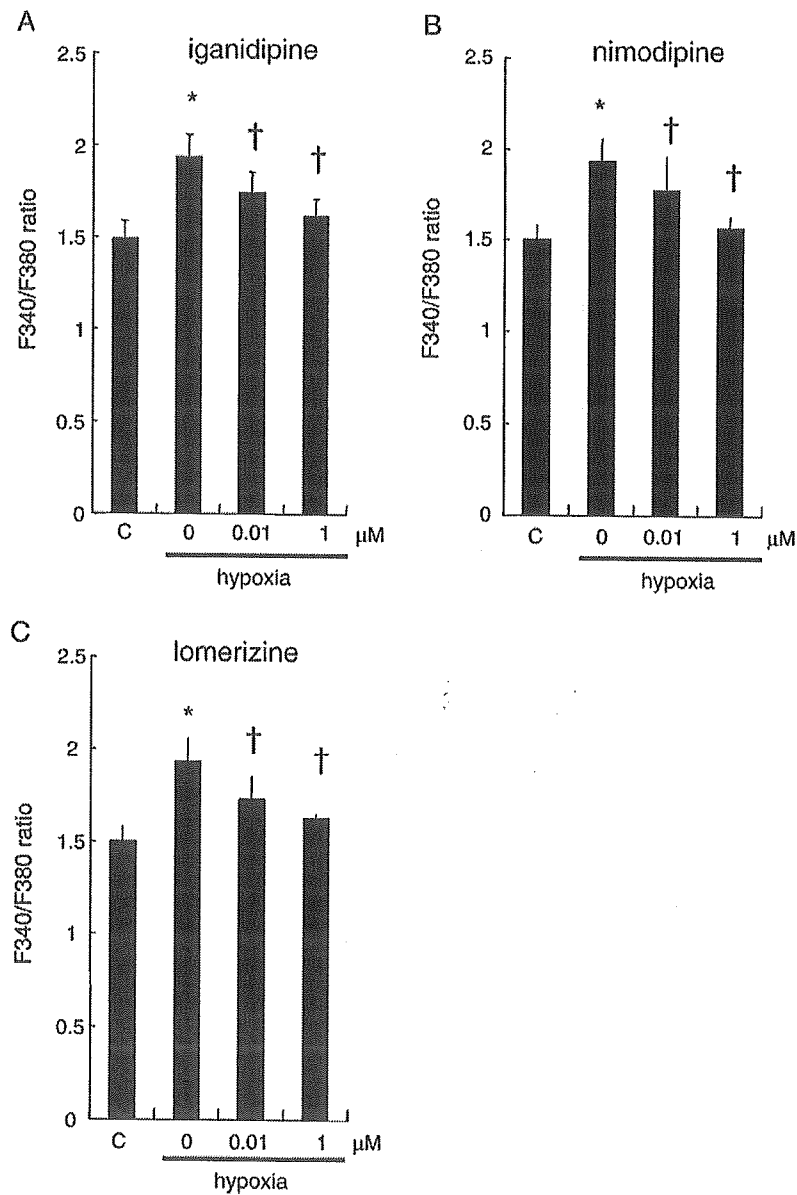 A
iganidipine
2.5
2
1.5
1
0.5
0
F340/F380 ratio
*
†
†
C 0 0.01 1 μM
hypoxia
B
nimodipine
2.5
2
1.5
1
0.5
0
F340/F380 ratio
*
†
†
C 0 0.01 1 μM
hypoxia
C
lomerizine
2.5
2
1.5
1
0.5
0
F340/F380 ratio
*
†
†
C 0 0.01 1 μM
hypoxia